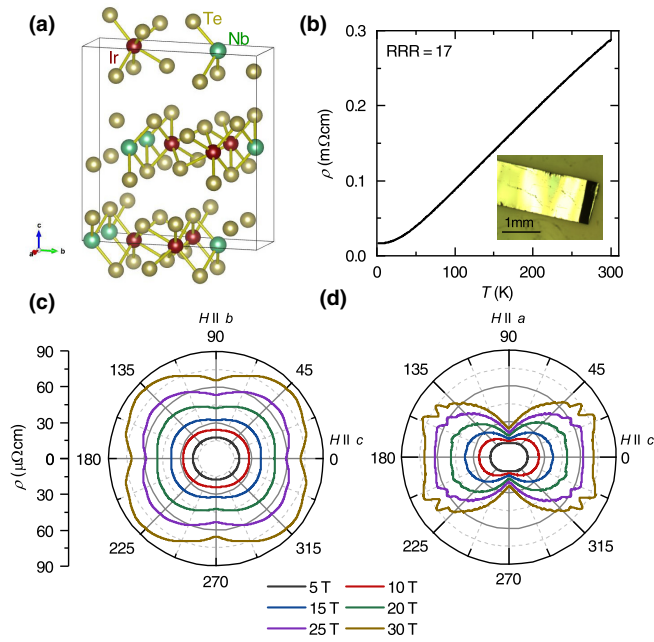 (a)
Te
Nb
Ir
c
a
b
(b)
RRR = 17
0.3
0.2
0.1
0.0
ρ (mΩcm)
1mm
0
100
200
300
T (K)
(c)
H || b
90
135
45
H || c
180
0
225
315
270
90
60
30
0
30
60
90
ρ (μΩcm)
(d)
H || a
90
135
45
H || c
180
0
225
315
270
5 T
10 T
15 T
20 T
25 T
30 T